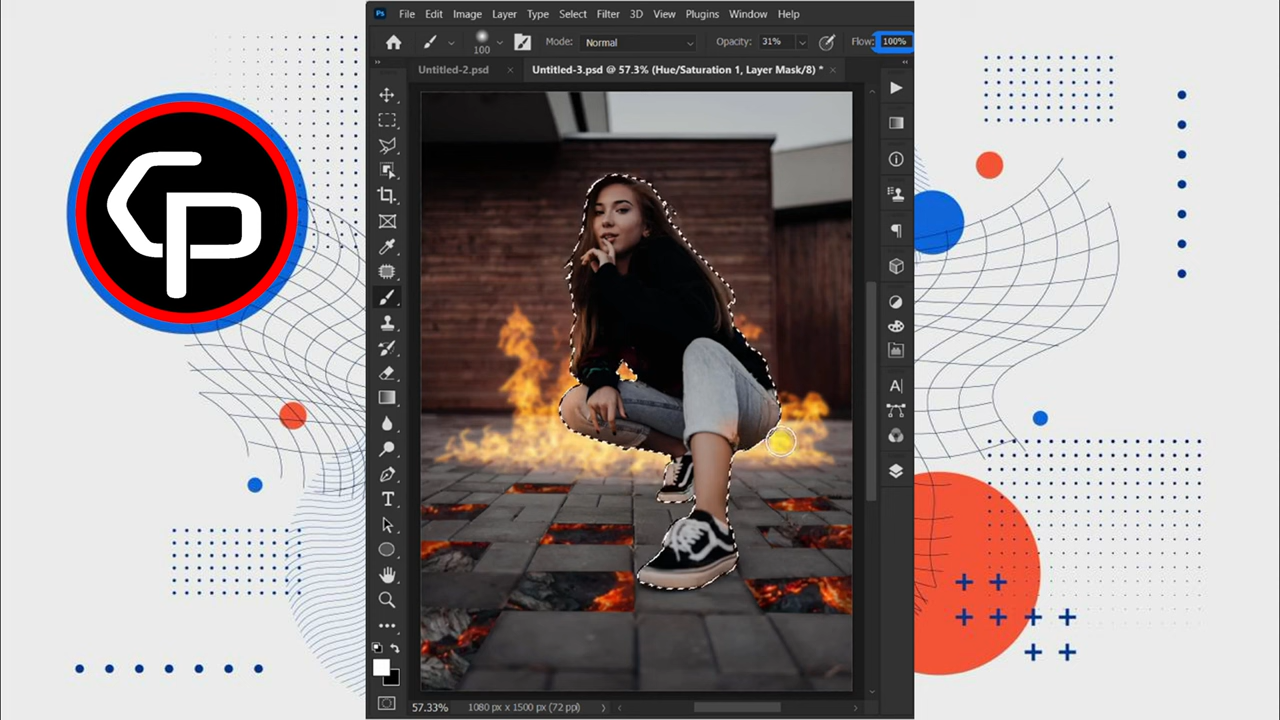 Ps File Edit Image Layer Type Select Filter 3D View Plugins Window Help
100 Mode: Normal Opacity: 31% Flow: 100%
Untitled-2.psd × Untitled-3.psd @ 57.3% (Hue/Saturation 1, Layer Mask/8) * ×
CP
57.33% 1080 px x 1500 px (72 ppi)